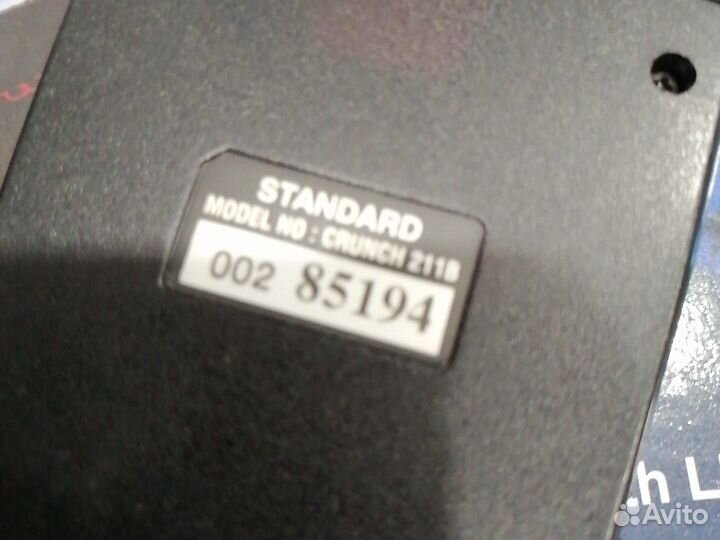 STANDARD
MODEL NO : CRUNCH 211B
002 85194
h L
Avito